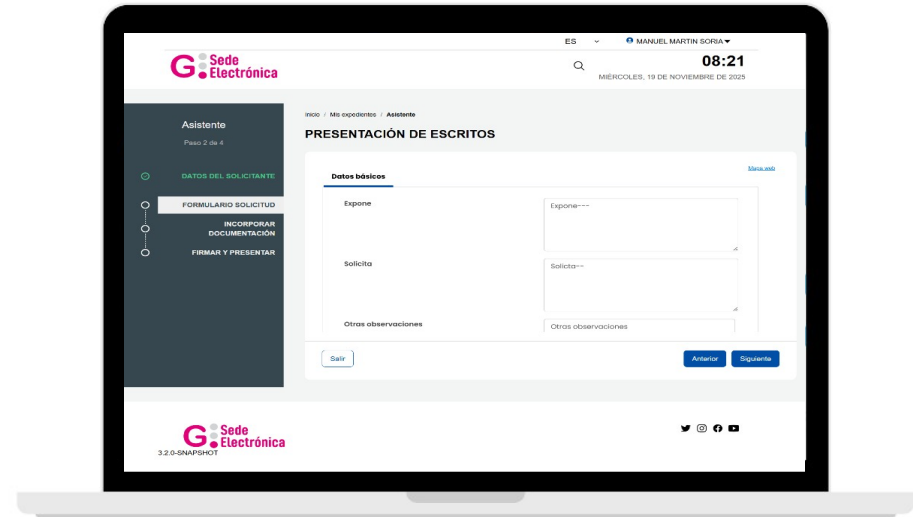 ES
MANUEL MARTIN SORIA
G Sede
Electrónica
08:21
MIÉRCOLES, 19 DE NOVIEMBRE DE 2025
Asistente
Paso 2 de 4
DATOS DEL SOLICITANTE
FORMULARIO SOLICITUD
INCORPORAR
DOCUMENTACIÓN
FIRMAR Y PRESENTAR
Inicio / Mis expedientes / Asistente
PRESENTACIÓN DE ESCRITOS
Mapa web
Datos básicos
Expone
Expone---
Solicita
Solicta--
Otras observaciones
Otras observaciones
Salir
Anterior
Siguiente
G Sede
Electrónica
3.2.0-SNAPSHOT